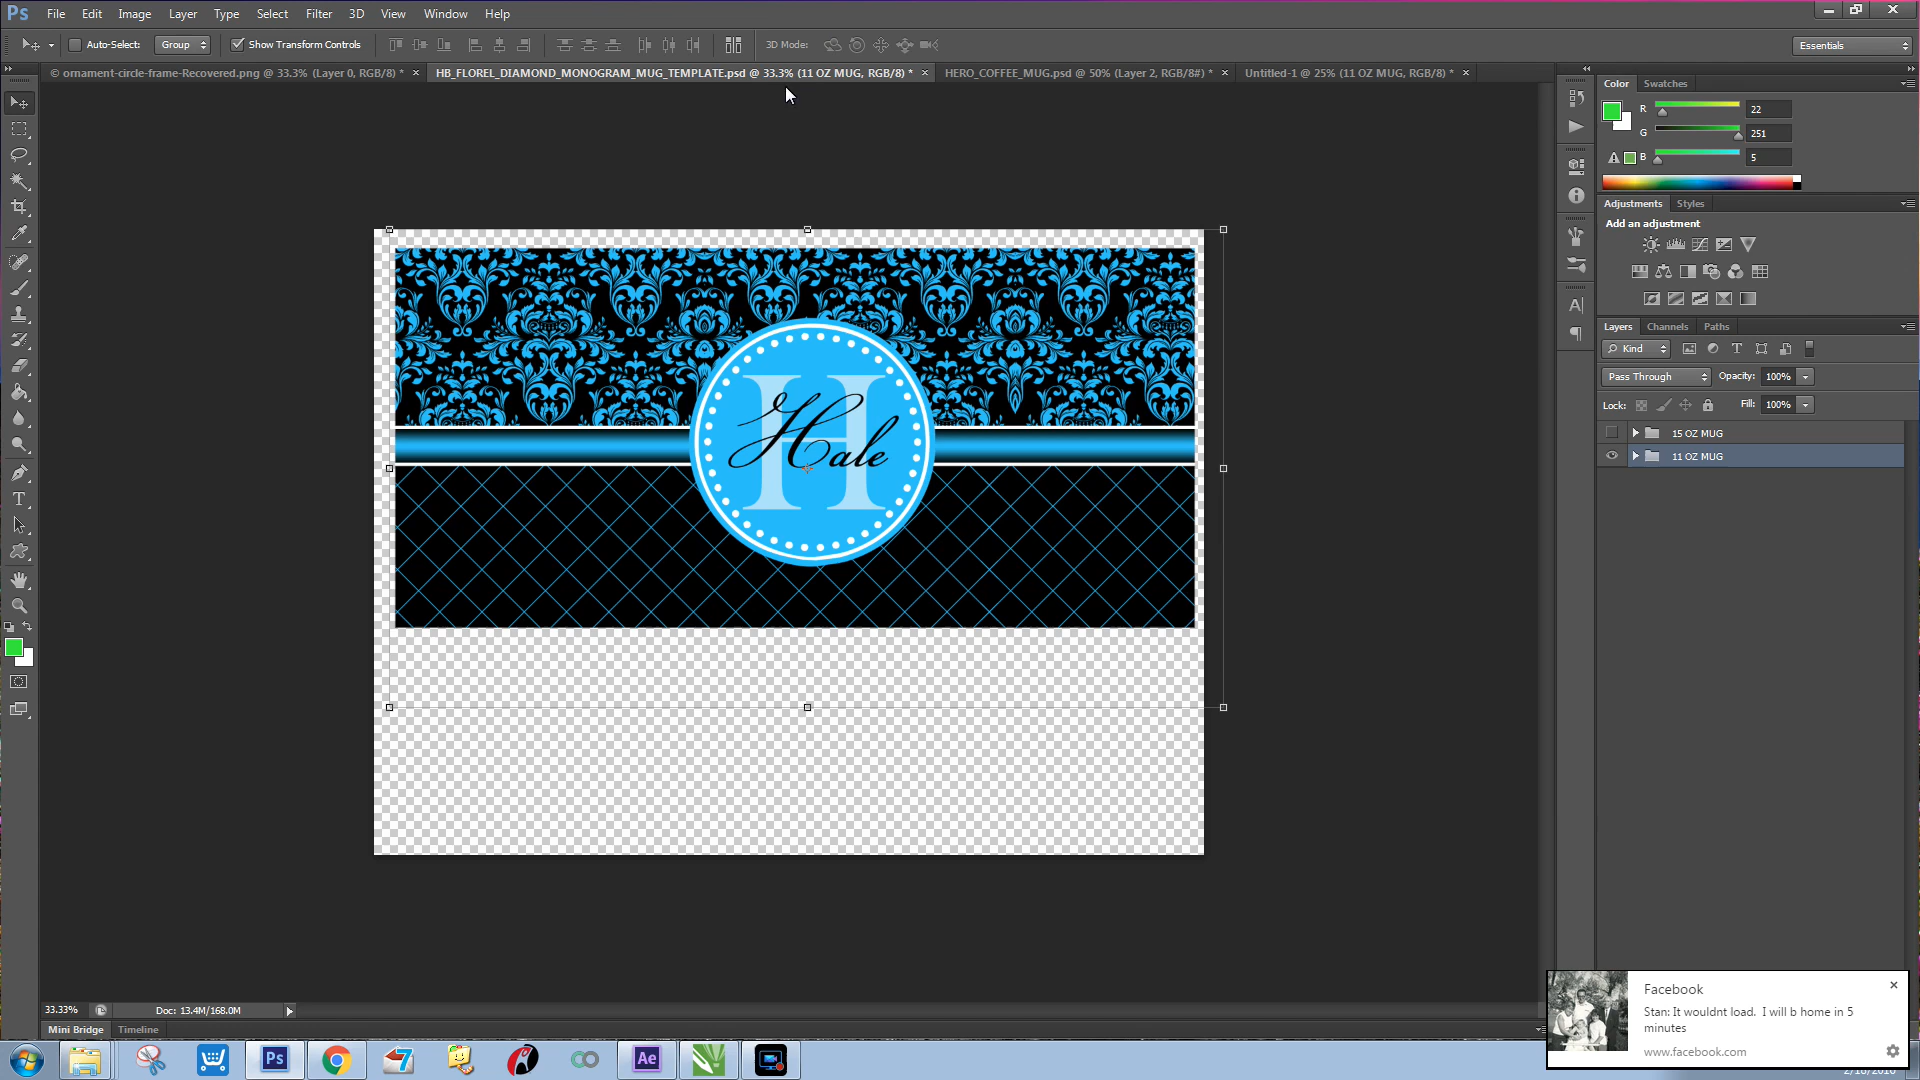 Ps File Edit Image Layer Type Select Filter 3D View Window Help
Auto-Select: Group Show Transform Controls 3D Mode: Essentials
© ornament-circle-frame-Recovered.png @ 33.3% (Layer 0, RGB/8) * × HB_FLOREL_DIAMOND_MONOGRAM_MUG_TEMPLATE.psd @ 33.3% (11 OZ MUG, RGB/8) * × HERO_COFFEE_MUG.psd @ 50% (Layer 2, RGB/8#) * × Untitled-1 @ 25% (11 OZ MUG, RGB/8) * ×
Color Swatches
R 22
G 251
B 5
Adjustments Styles
Add an adjustment
Layers Channels Paths
Kind
Pass Through Opacity: 100%
Lock: Fill: 100%
15 OZ MUG
11 OZ MUG
H
Hale
33.33% Doc: 13.4M/168.0M
Mini Bridge Timeline
Facebook
Stan: It wouldnt load. I will b home in 5
minutes
www.facebook.com
Ps Ae